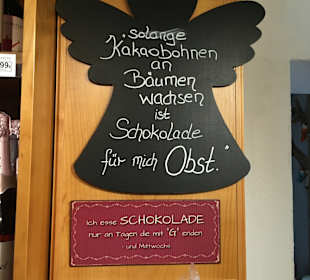 "solange
Kakaobohnen
an
Bäumen
wachsen
ist
Schokolade
für mich Obst."
Ich esse SCHOKOLADE
nur an Tagen die mit 'G' enden
- und Mittwochs